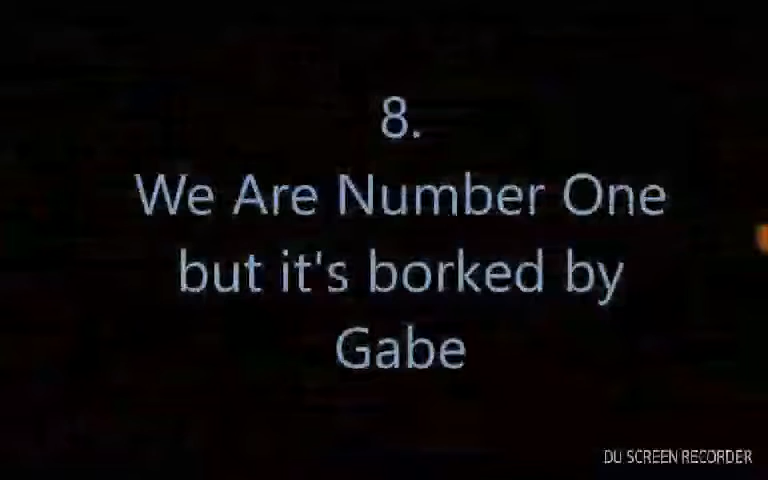 8.
We Are Number One
but it's borked by
Gabe
DU SCREEN RECORDER